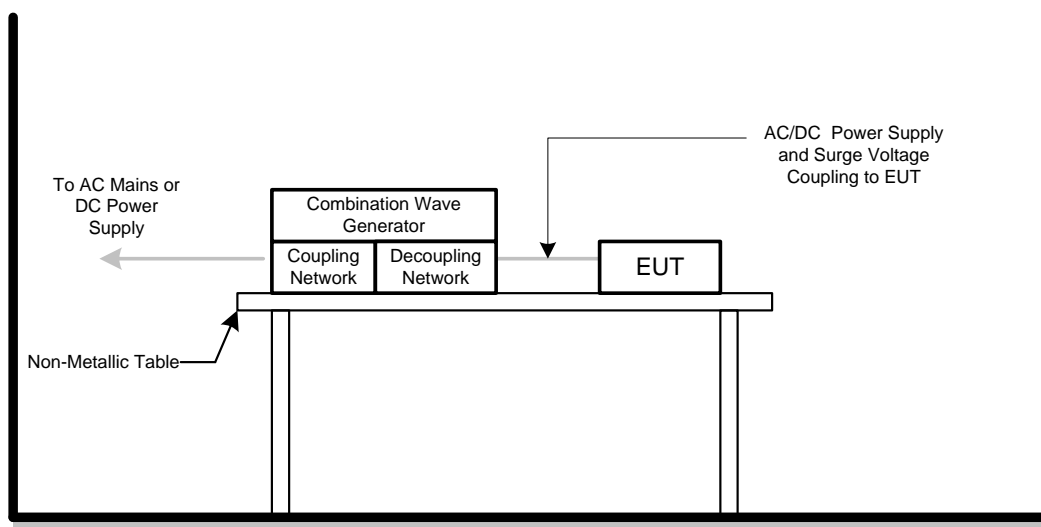 AC/DC  Power Supply
and Surge Voltage
Coupling to EUT
To AC Mains or
DC Power
Supply
Combination Wave
Generator
Coupling
Network
Decoupling
Network
EUT
Non-Metallic Table